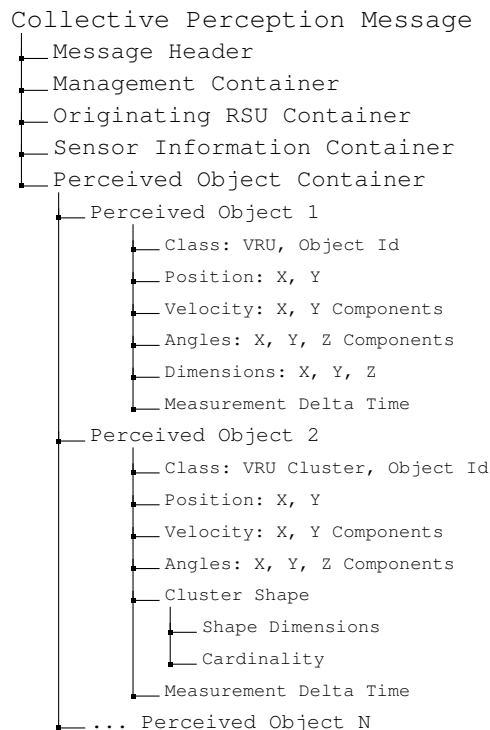 Collective Perception Message
Message Header
Management Container
Originating RSU Container
Sensor Information Container
Perceived Object Container
Perceived Object 1
Class: VRU, Object Id
Position: X, Y
Velocity: X, Y Components
Angles: X, Y, Z Components
Dimensions: X, Y, Z
Measurement Delta Time
Perceived Object 2
Class: VRU Cluster, Object Id
Position: X, Y
Velocity: X, Y Components
Angles: X, Y, Z Components
Cluster Shape
Shape Dimensions
Cardinality
Measurement Delta Time
... Perceived Object N